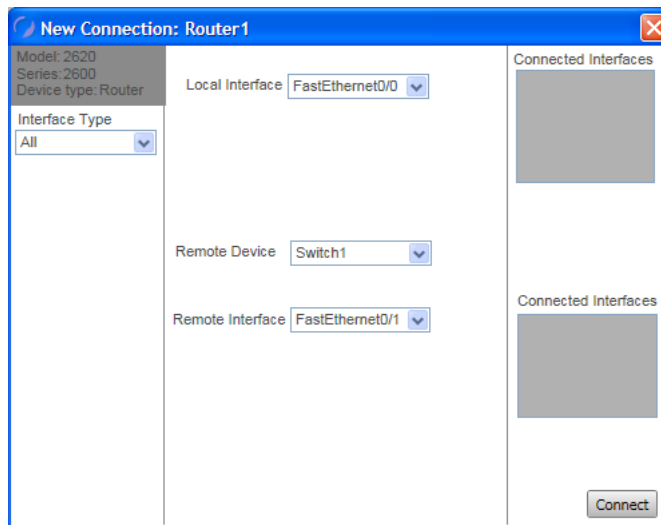 New Connection: Router1
Model: 2620
Series: 2600
Device type: Router
Interface Type
All
Local Interface FastEthernet0/0
Remote Device Switch1
Remote Interface FastEthernet0/1
Connected Interfaces
Connected Interfaces
Connect